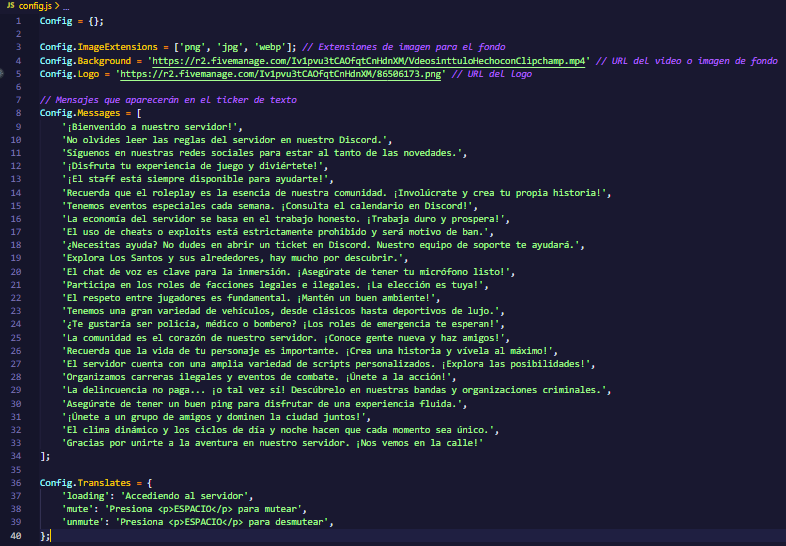 JS config.js > ...
1 Config = {};
2
3 Config.ImageExtensions = ['png', 'jpg', 'webp']; // Extensiones de imagen para el fondo
4 Config.Background = 'https://r2.fivemanage.com/Iv1pvu3tCAOfqtCnHdnXM/VdeosinttuloHechoconClipchamp.mp4' // URL del video o imagen de fondo
5 Config.Logo = 'https://r2.fivemanage.com/Iv1pvu3tCAOfqtCnHdnXM/86506173.png' // URL del logo
6
7 // Mensajes que aparecerán en el ticker de texto
8 Config.Messages = [
9 '¡Bienvenido a nuestro servidor!',
10 'No olvides leer las reglas del servidor en nuestro Discord.',
11 'Síguenos en nuestras redes sociales para estar al tanto de las novedades.',
12 '¡Disfruta tu experiencia de juego y diviértete!',
13 '¡El staff está siempre disponible para ayudarte!',
14 'Recuerda que el roleplay es la esencia de nuestra comunidad. ¡Involúcrate y crea tu propia historia!',
15 'Tenemos eventos especiales cada semana. ¡Consulta el calendario en Discord!',
16 'La economía del servidor se basa en el trabajo honesto. ¡Trabaja duro y prospera!',
17 'El uso de cheats o exploits está estrictamente prohibido y será motivo de ban.',
18 '¿Necesitas ayuda? No dudes en abrir un ticket en Discord. Nuestro equipo de soporte te ayudará.',
19 'Explora Los Santos y sus alrededores, hay mucho por descubrir.',
20 'El chat de voz es clave para la inmersión. ¡Asegúrate de tener tu micrófono listo!',
21 'Participa en los roles de facciones legales e ilegales. ¡La elección es tuya!',
22 'El respeto entre jugadores es fundamental. ¡Mantén un buen ambiente!',
23 'Tenemos una gran variedad de vehículos, desde clásicos hasta deportivos de lujo.',
24 '¿Te gustaría ser policía, médico o bombero? ¡Los roles de emergencia te esperan!',
25 'La comunidad es el corazón de nuestro servidor. ¡Conoce gente nueva y haz amigos!',
26 'Recuerda que la vida de tu personaje es importante. ¡Crea una historia y vívela al máximo!',
27 'El servidor cuenta con una amplia variedad de scripts personalizados. ¡Explora las posibilidades!',
28 'Organizamos carreras ilegales y eventos de combate. ¡Únete a la acción!',
29 'La delincuencia no paga... ¡o tal vez sí! Descúbrelo en nuestras bandas y organizaciones criminales.',
30 'Asegúrate de tener un buen ping para disfrutar de una experiencia fluida.',
31 '¡Únete a un grupo de amigos y dominen la ciudad juntos!',
32 'El clima dinámico y los ciclos de día y noche hacen que cada momento sea único.',
33 'Gracias por unirte a la aventura en nuestro servidor. ¡Nos vemos en la calle!'
34 ];
35
36 Config.Translates = {
37 'loading': 'Accediendo al servidor',
38 'mute': 'Presiona <p>ESPACIO</p> para mutear',
39 'unmute': 'Presiona <p>ESPACIO</p> para desmutear',
40 };